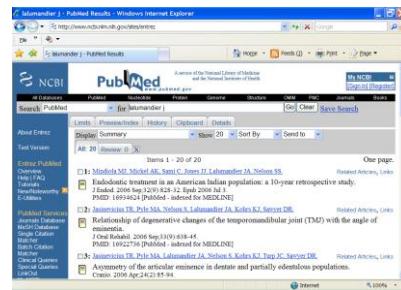 lalumandier j - PubMed Results - Windows Internet Explorer
http://www.ncbi.nlm.nih.gov/sites/entrez
Google
lalumandier j - PubMed Results
Home
Feeds (J)
Print
Page
NCBI
PubMed
www.pubmed.gov
A service of the National Library of Medicine
and the National Institutes of Health
My NCBI
[Sign In] [Register]
All Databases PubMed Nucleotide Protein Genome Structure OMIM PMC Journals Books
Search PubMed for lalumandier j Go Clear Save Search
Limits Preview/Index History Clipboard Details
Display Summary Show 20 Sort By Send to
All: 20 Review: 0
Items 1 - 20 of 20 One page.
About Entrez
Text Version
Entrez PubMed
Overview
Help | FAQ
Tutorials
New/Noteworthy
E-Utilities
PubMed Services
Journals Database
MeSH Database
Single Citation
Matcher
Batch Citation
Matcher
Clinical Queries
Special Queries
LinkOut
1: Mindiola MJ, Mickel AK, Sami C, Jones JJ, Lalumandier JA, Nelson SS. Related Articles, Links
Endodontic treatment in an American Indian population: a 10-year retrospective study.
J Endod. 2006 Sep;32(9):828-32. Epub 2006 Jul 3.
PMID: 16934624 [PubMed - indexed for MEDLINE]
2: Jasinevicius TR, Pyle MA, Nelson S, Lalumandier JA, Kohrs KJ, Sawyer DR. Related Articles, Links
Relationship of degenerative changes of the temporomandibular joint (TMJ) with the angle of
eminentia.
J Oral Rehabil. 2006 Sep;33(9):638-45.
PMID: 16922736 [PubMed - indexed for MEDLINE]
3: Jasinevicius TR, Pyle MA, Lalumandier JA, Nelson S, Kohrs KJ, Turp JC, Sawyer DR. Related Articles, Links
Asymmetry of the articular eminence in dentate and partially edentulous populations.
Cranio. 2006 Apr;24(2):85-94.
Internet 100%